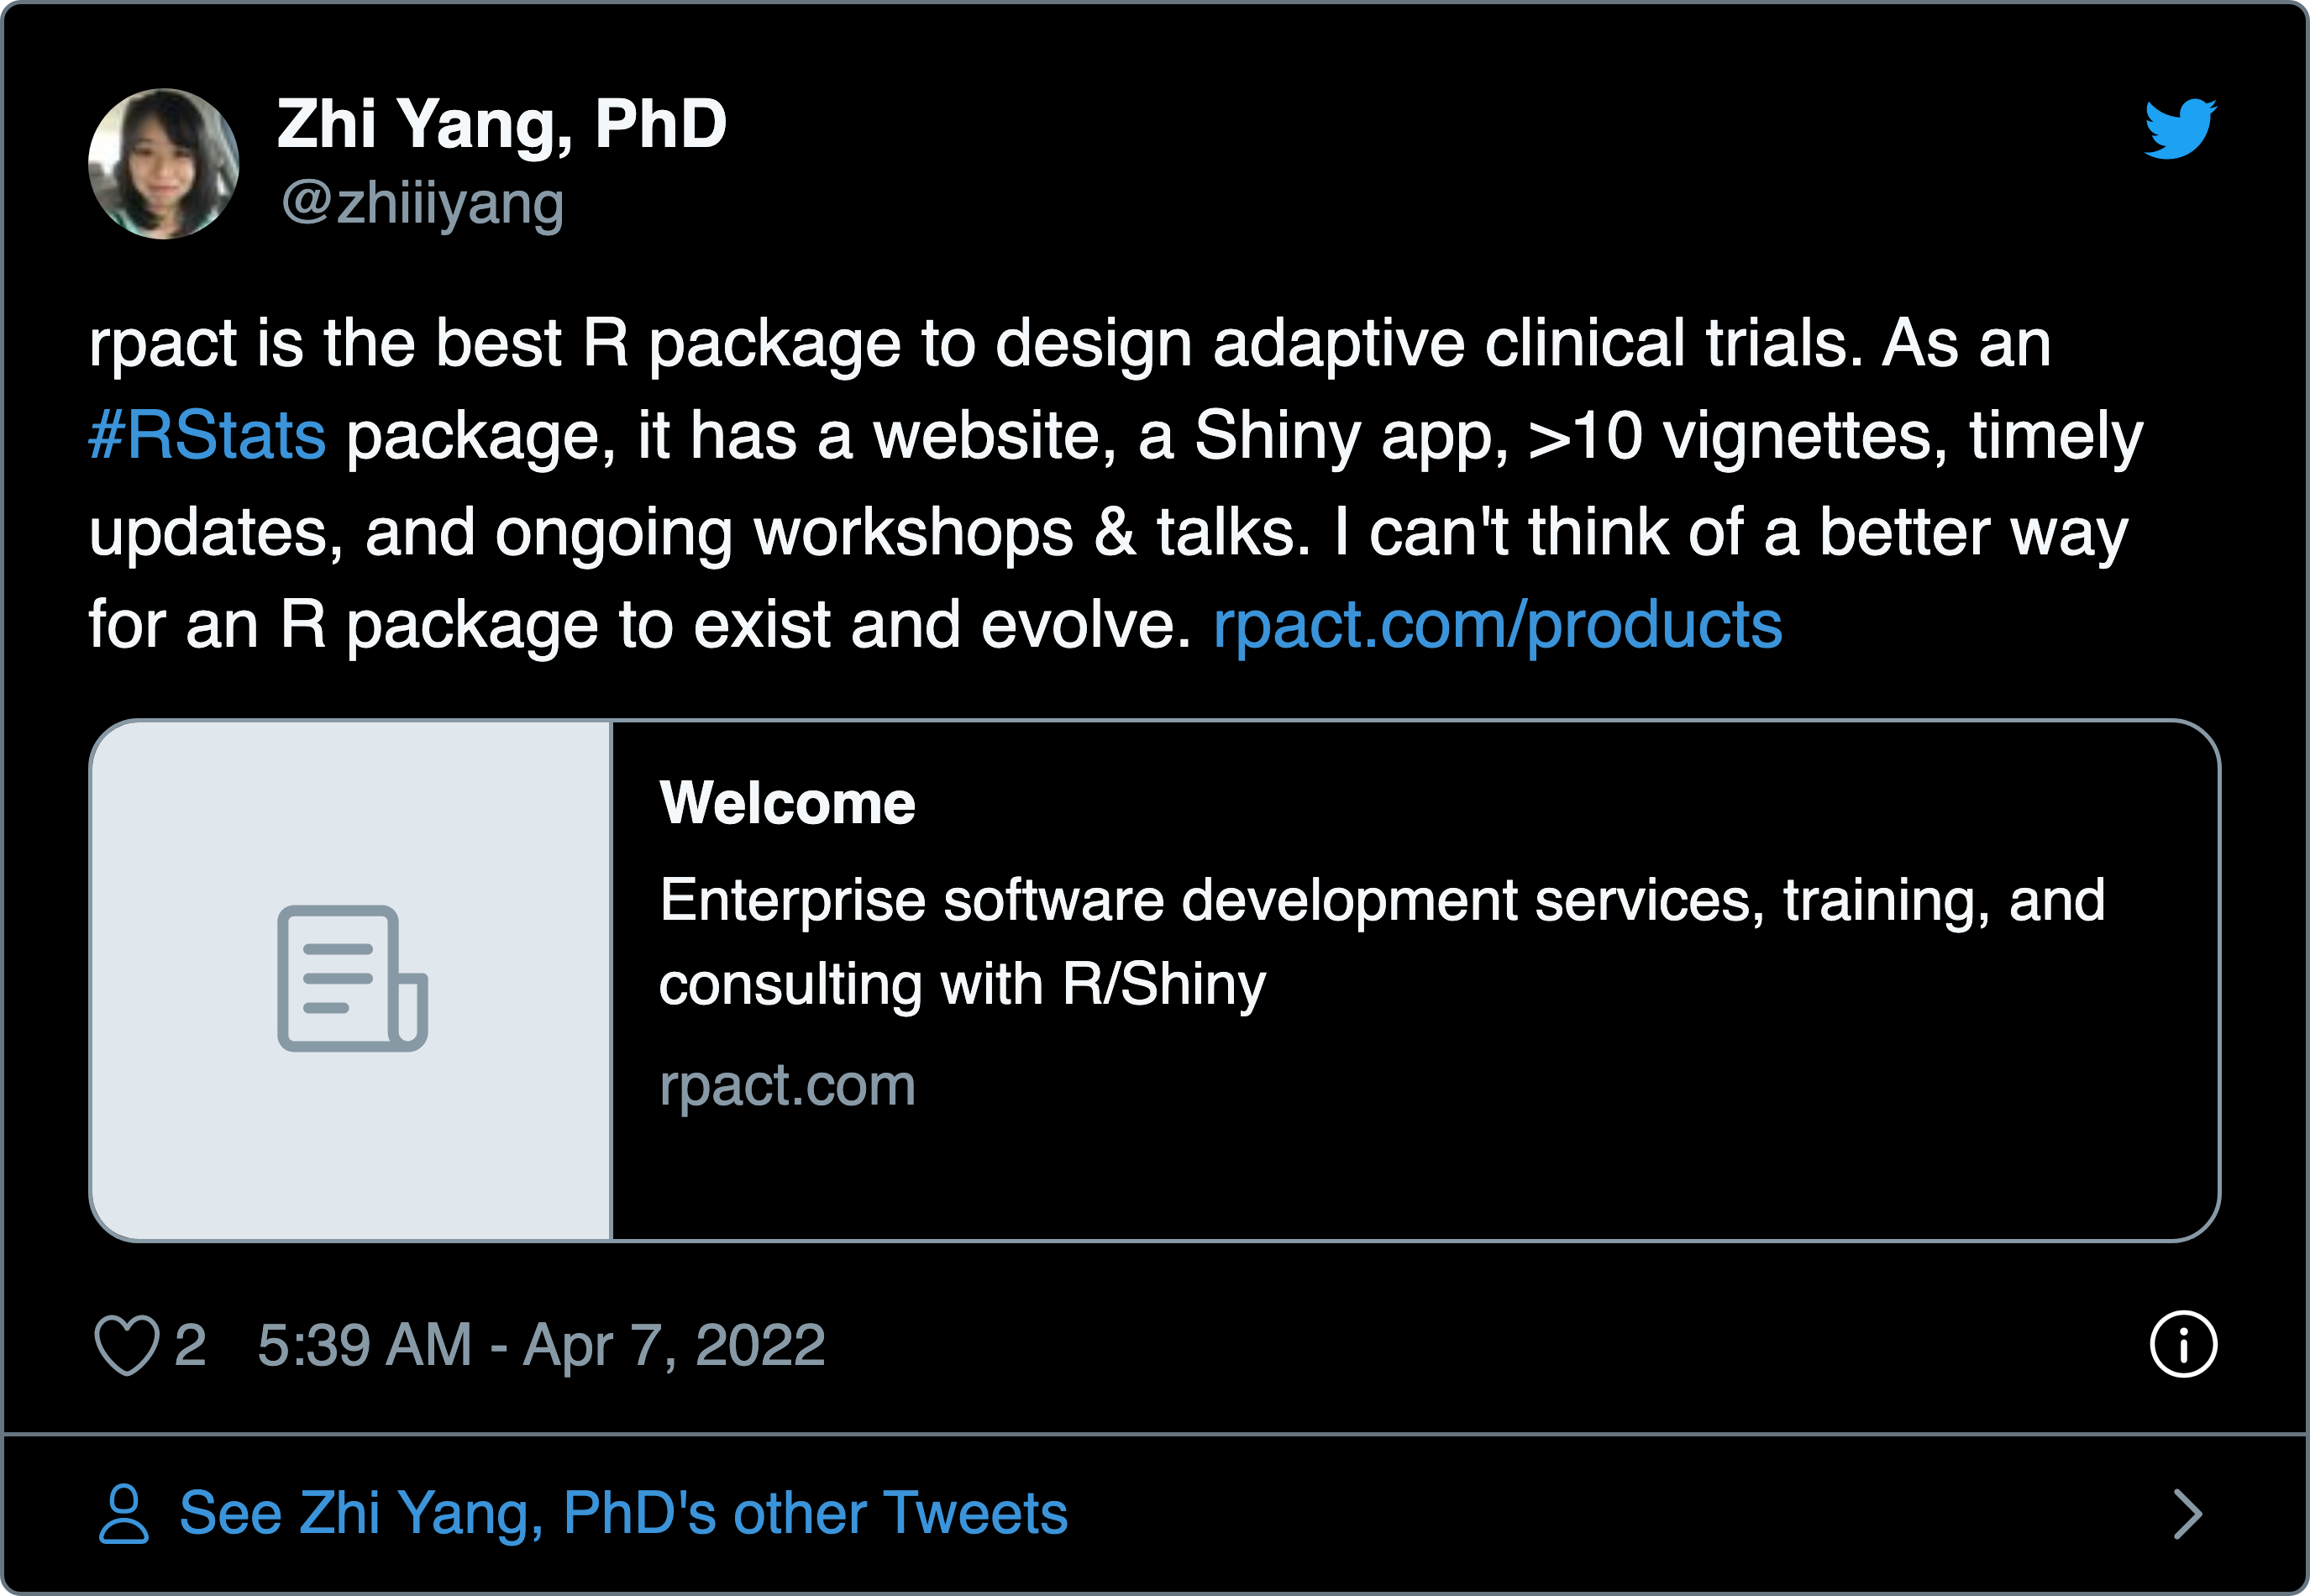 Zhi Yang, PhD
@zhiiiyang
rpact is the best R package to design adaptive clinical trials. As an
#RStats package, it has a website, a Shiny app, >10 vignettes, timely
updates, and ongoing workshops & talks. I can't think of a better way
for an R package to exist and evolve. rpact.com/products
Welcome
Enterprise software development services, training, and
consulting with R/Shiny
rpact.com
2 5:39 AM - Apr 7, 2022
See Zhi Yang, PhD's other Tweets